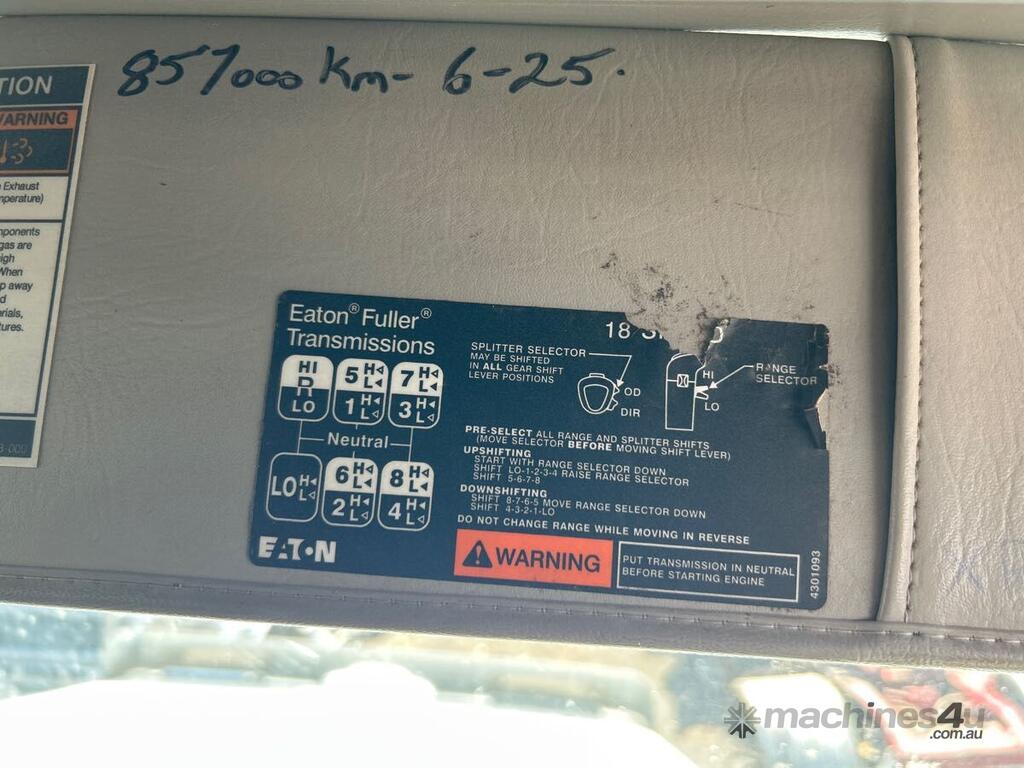 857000 Km- 6-25.
TION
WARNING
Exhaust
mperature)
mponents
gas are
igh
When
p away
d
rials,
tures.
Eaton® Fuller®
Transmissions
18
HI
R
LO
5 H L
1 H L
7 H L
3 H L
Neutral
LO H L
6 H L
2 H L
8 H L
4 H L
EATON
SPLITTER SELECTOR
MAY BE SHIFTED
IN ALL GEAR SHIFT
LEVER POSITIONS
OD
DIR
HI
LO
RANGE
SELECTOR
PRE-SELECT ALL RANGE AND SPLITTER SHIFTS
(MOVE SELECTOR BEFORE MOVING SHIFT LEVER)
UPSHIFTING
START WITH RANGE SELECTOR DOWN
SHIFT LO-1-2-3-4 RAISE RANGE SELECTOR
SHIFT 5-6-7-8
DOWNSHIFTING
SHIFT 8-7-6-5 MOVE RANGE SELECTOR DOWN
SHIFT 4-3-2-1-LO
DO NOT CHANGE RANGE WHILE MOVING IN REVERSE
WARNING
PUT TRANSMISSION IN NEUTRAL
BEFORE STARTING ENGINE
4301093
machines4u
.com.au